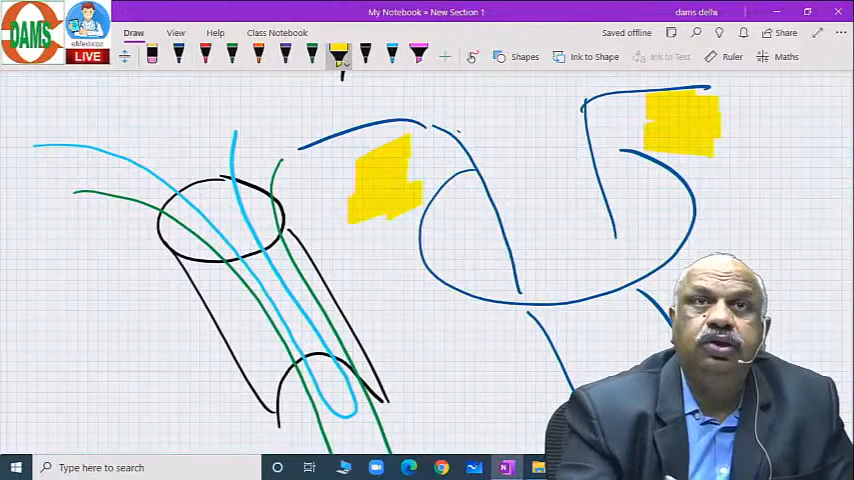 DAMS
eMedicoz
LIVE
My Notebook » New Section 1
dams delhi
Draw
View
Help
Class Notebook
Saved offline
Share
Shapes
Ink to Shape
Ink to Text
Ruler
Maths
Type here to search